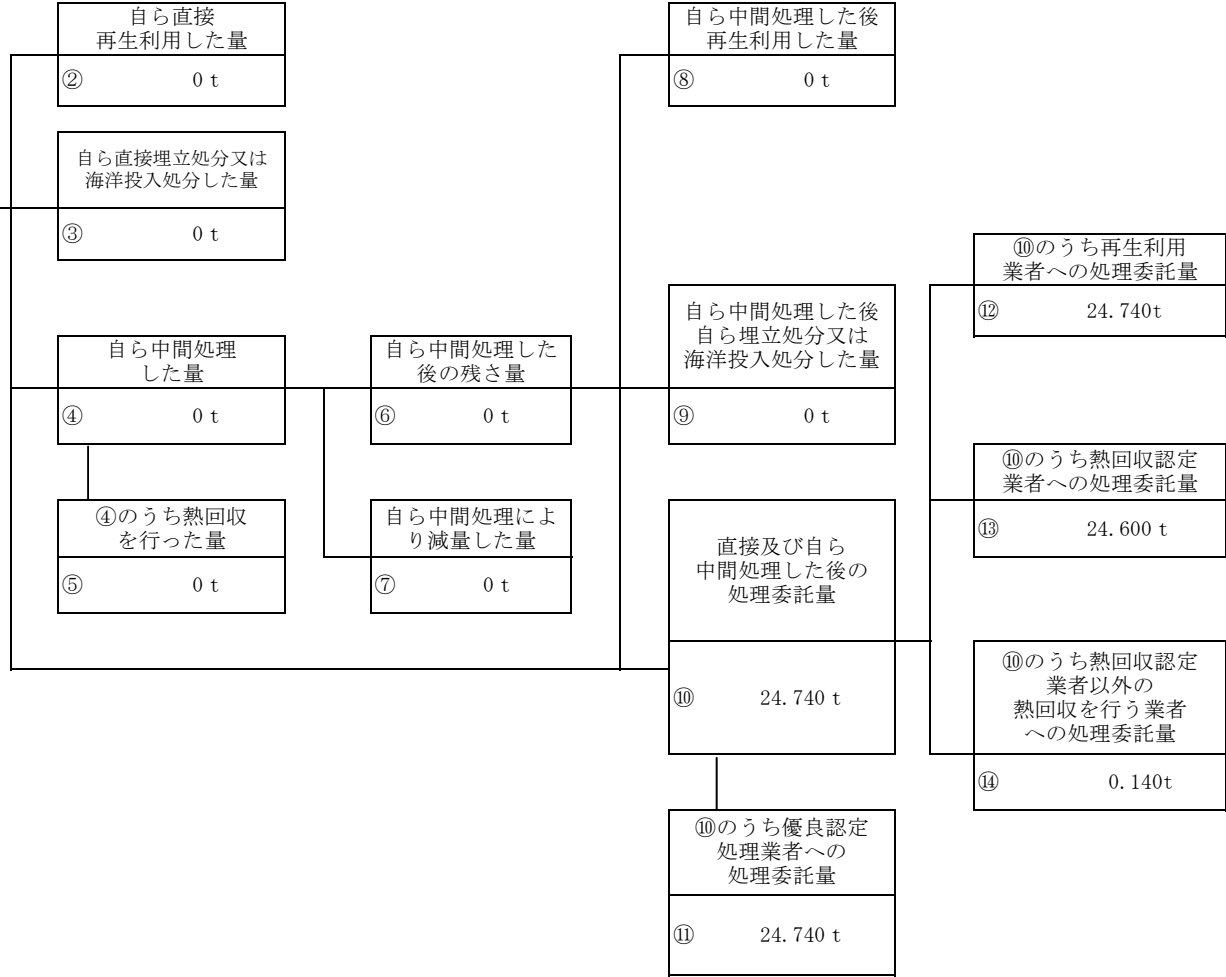 自ら直接
再生利用した量
② 0 t
自ら直接埋立処分又は
海洋投入処分した量
③ 0 t
自ら中間処理
した量
④ 0 t
④のうち熱回収
を行った量
⑤ 0 t
自ら中間処理した
後の残さ量
⑥ 0 t
自ら中間処理によ
り減量した量
⑦ 0 t
自ら中間処理した後
再生利用した量
⑧ 0 t
自ら中間処理した後
自ら埋立処分又は
海洋投入処分した量
⑨ 0 t
直接及び自ら
中間処理した後の
処理委託量
⑩ 24.740 t
⑩のうち優良認定
処理業者への
処理委託量
⑪ 24.740 t
⑩のうち再生利用
業者への処理委託量
⑫ 24.740t
⑩のうち熱回収認定
業者への処理委託量
⑬ 24.600 t
⑩のうち熱回収認定
業者以外の
熱回収を行う業者
への処理委託量
⑭ 0.140t